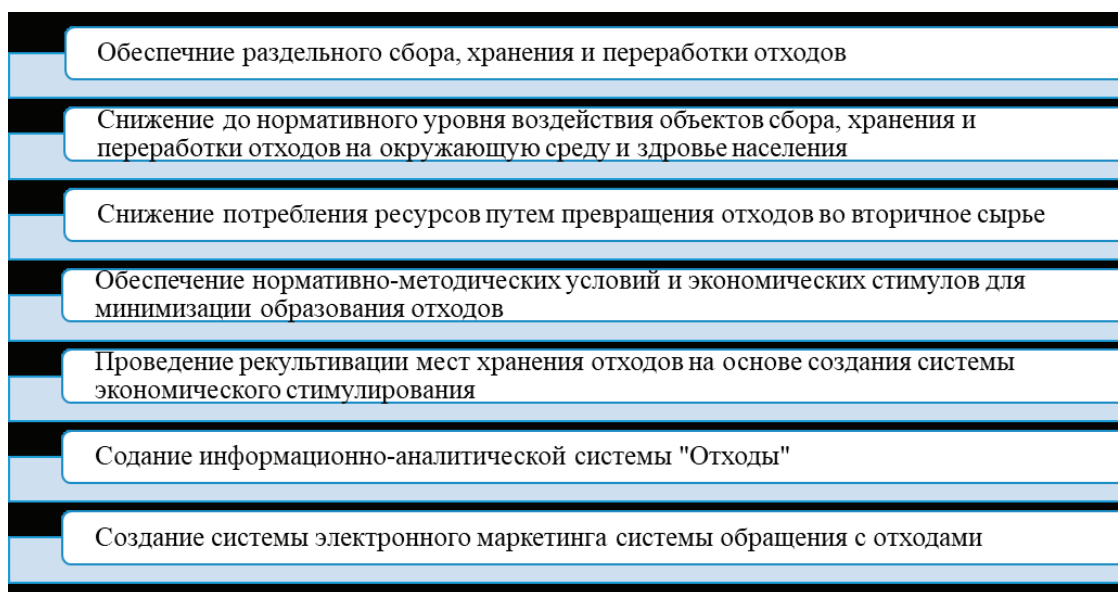 Обеспечние раздельного сбора, хранения и переработки отходов
Снижение до нормативного уровня воздействия объектов сбора, хранения и
переработки отходов на окружающую среду и здровье населения
Снижение потребления ресурсов путем превращения отходов во вторичное сырье
Обеспечение нормативно-методических условий и экономических стимулов для
минимизации образования отходов
Проведение рекультивации мест хранения отходов на основе создания системы
экономического стимулирования
Содание информационно-аналитической системы "Отходы"
Создание системы электронного маркетинга системы обращения с отходами